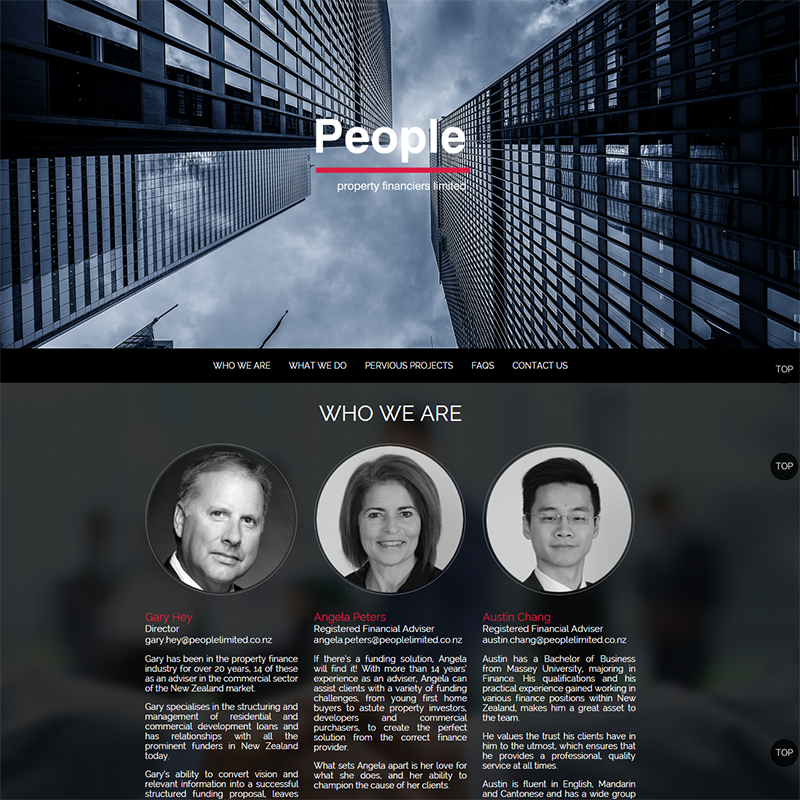 People
property financiers limited
WHO WE ARE WHAT WE DO PERVIOUS PROJECTS FAQS CONTACT US
TOP
WHO WE ARE
TOP
Gary Hey
Director
gary.hey@peoplelimited.co.nz
Gary has been in the property finance
industry for over 20 years, 14 of these
as an adviser in the commercial sector
of the New Zealand market.
Gary specialises in the structuring and
management of residential and
commercial development loans and
has relationships with all the
prominent funders in New Zealand
today.
Gary's ability to convert vision and
relevant information into a successful
structured funding proposal, leaves
Angela Peters
Registered Financial Adviser
angela.peters@peoplelimited.co.nz
If there's a funding solution, Angela
will find it! With more than 14 years'
experience as an adviser, Angela can
assist clients with a variety of funding
challenges, from young first home
buyers to astute property investors,
developers and commercial
purchasers, to create the perfect
solution from the correct finance
provider.
What sets Angela apart is her love for
what she does, and her ability to
champion the cause of her clients.
Austin Chang
Registered Financial Adviser
austin.chang@peoplelimited.co.nz
Austin has a Bachelor of Business
from Massey University, majoring in
Finance. His qualifications and his
practical experience gained working in
various finance positions within New
Zealand, makes him a great asset to
the team.
He values the trust his clients have in
him to the utmost, which ensures that
he provides a professional, quality
service at all times.
Austin is fluent in English, Mandarin
and Cantonese and has a wide group
TOP